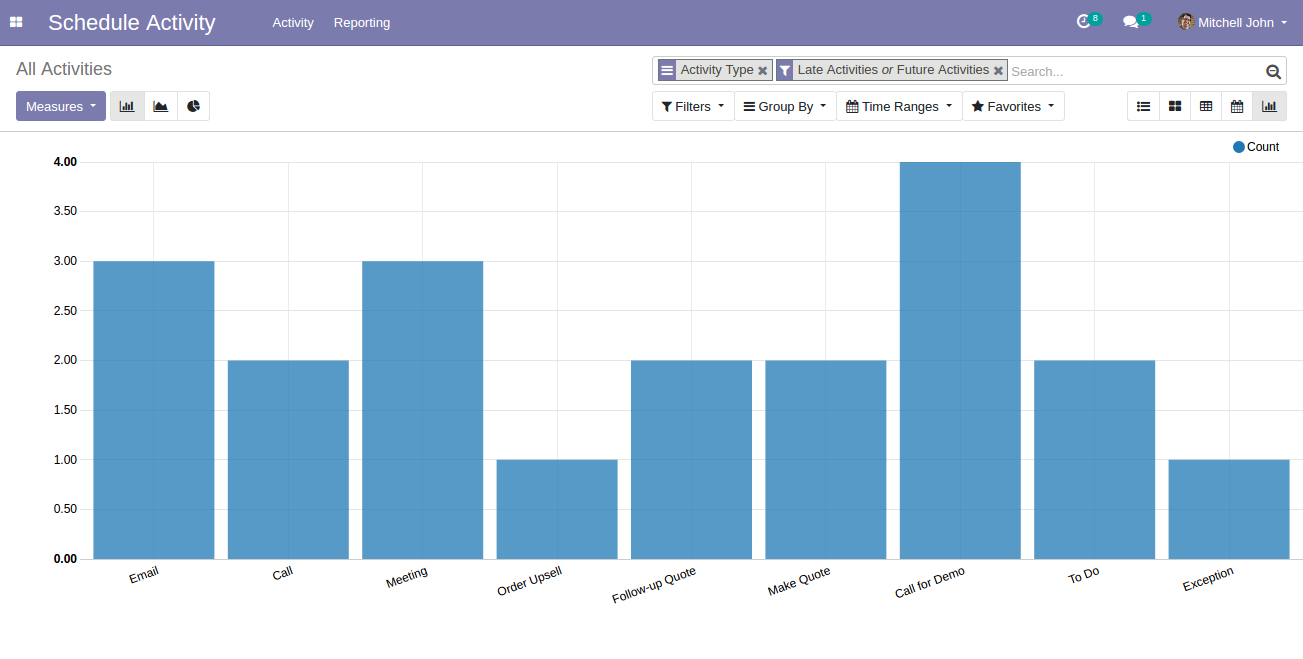 Schedule Activity Activity Reporting 8 1 Mitchell John
All Activities Activity Type Late Activities or Future Activities Search...
Measures Filters Group By Time Ranges Favorites
Count
4.00
3.50
3.00
2.50
2.00
1.50
1.00
0.50
0.00
Email Call Meeting Order Upsell Follow-up Quote Make Quote Call for Demo To Do Exception